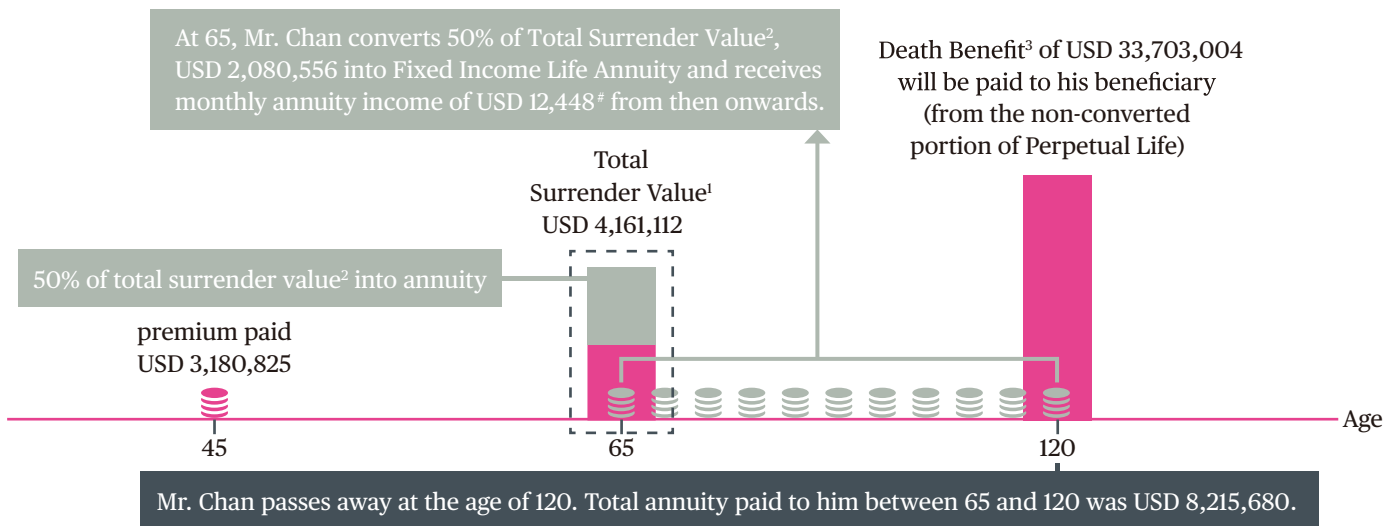 At 65, Mr. Chan converts 50% of Total Surrender Value²,
USD 2,080,556 into Fixed Income Life Annuity and receives
monthly annuity income of USD 12,448# from then onwards.
Death Benefit³ of USD 33,703,004
will be paid to his beneficiary
(from the non-converted
portion of Perpetual Life)
Total
Surrender Value¹
USD 4,161,112
50% of total surrender value² into annuity
premium paid
USD 3,180,825
Age
45
65
120
Mr. Chan passes away at the age of 120. Total annuity paid to him between 65 and 120 was USD 8,215,680.